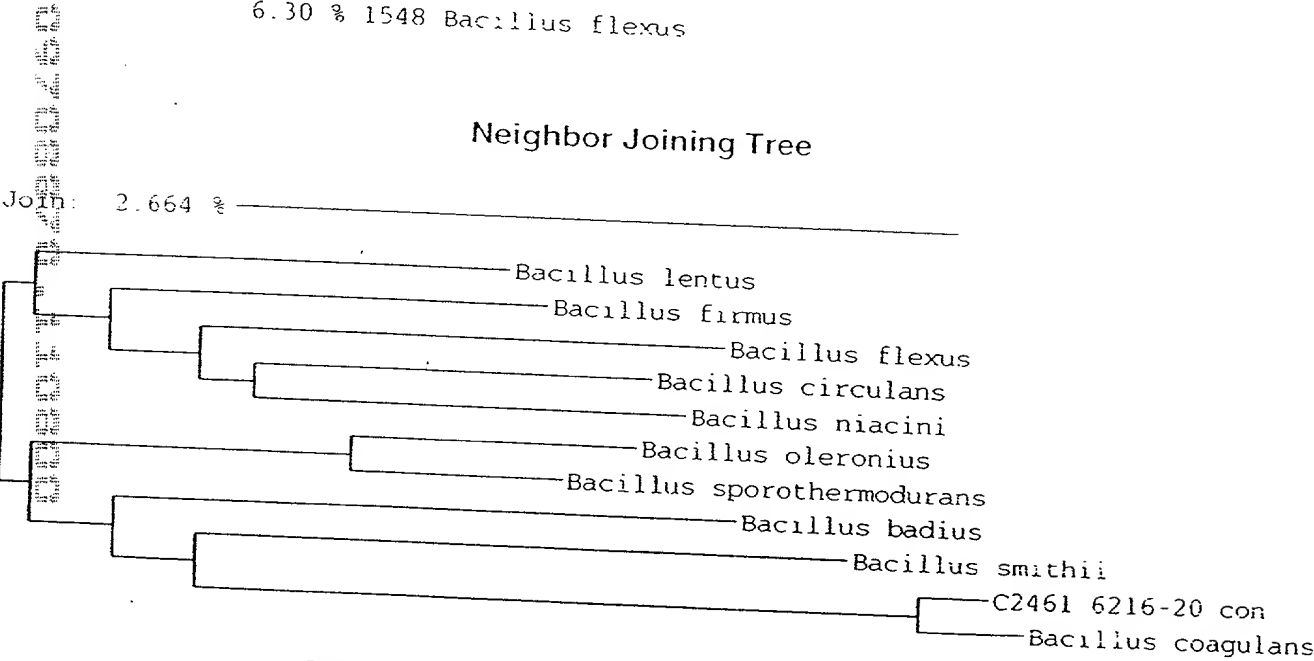 6.30 % 1548 Bacillus flexus
Neighbor Joining Tree
Join: 2.664 %
Bacillus lentus
Bacillus firmus
Bacillus flexus
Bacillus circulans
Bacillus niacini
Bacillus oleronius
Bacillus sporothermodurans
Bacillus badius
Bacillus smithii
C2461 6216-20 con
Bacillus coagulans